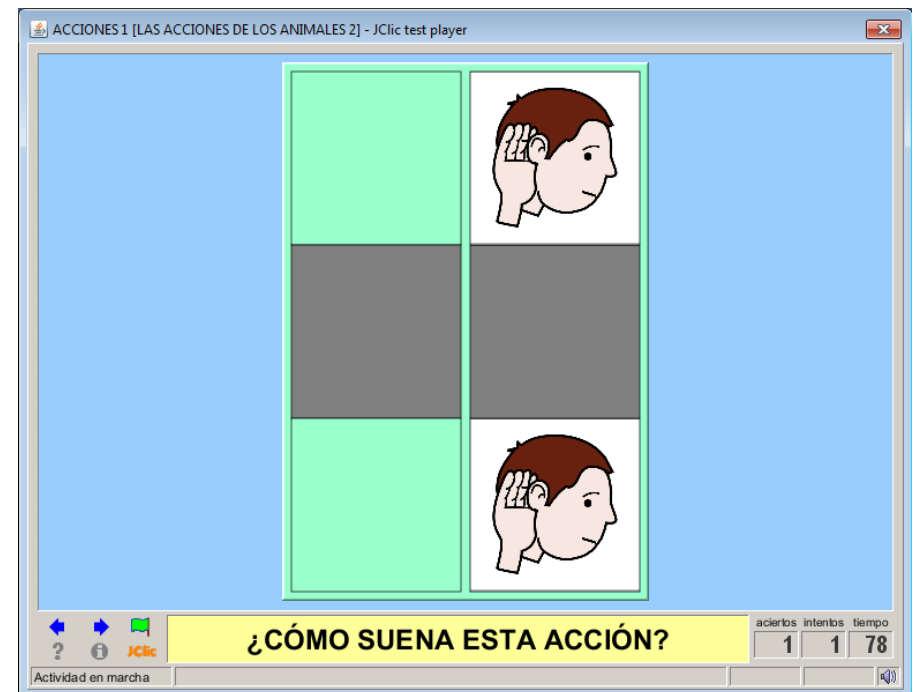 ACCIONES 1 [LAS ACCIONES DE LOS ANIMALES 2] - JClic test player
¿CÓMO SUENA ESTA ACCIÓN?
aciertos intentos tiempo
1 1 78
? i JClic
Actividad en marcha